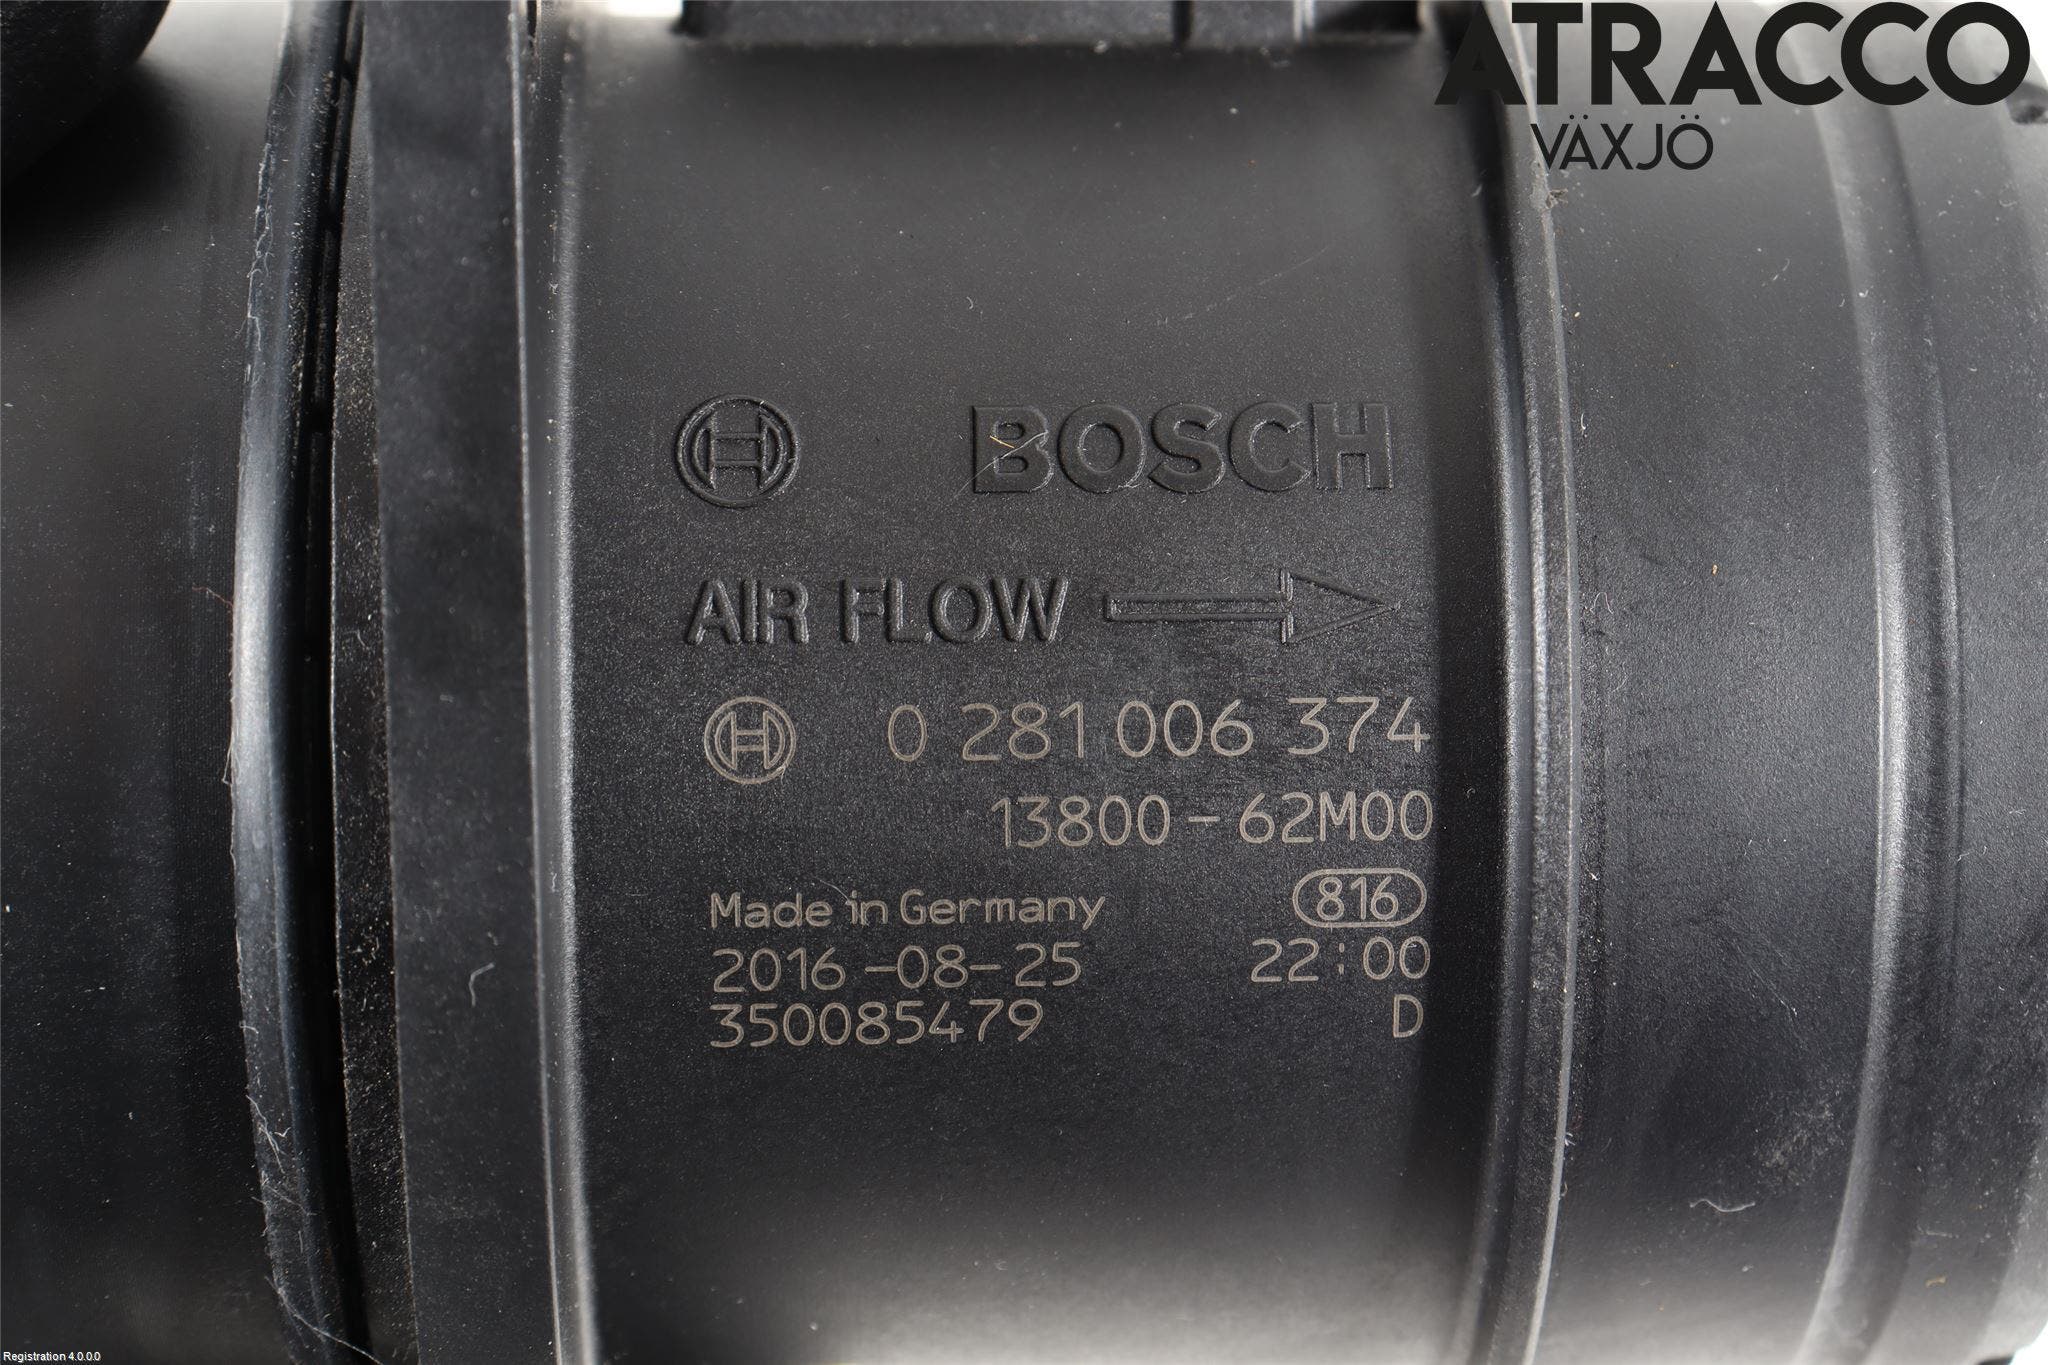 ATRACCO
VÄXJÖ
BOSCH
AIR FLOW
0 281 006 374
13800-62M00
Made in Germany 816
2016-08-25 22:00
350085479 D
Registration 4.0.0.0